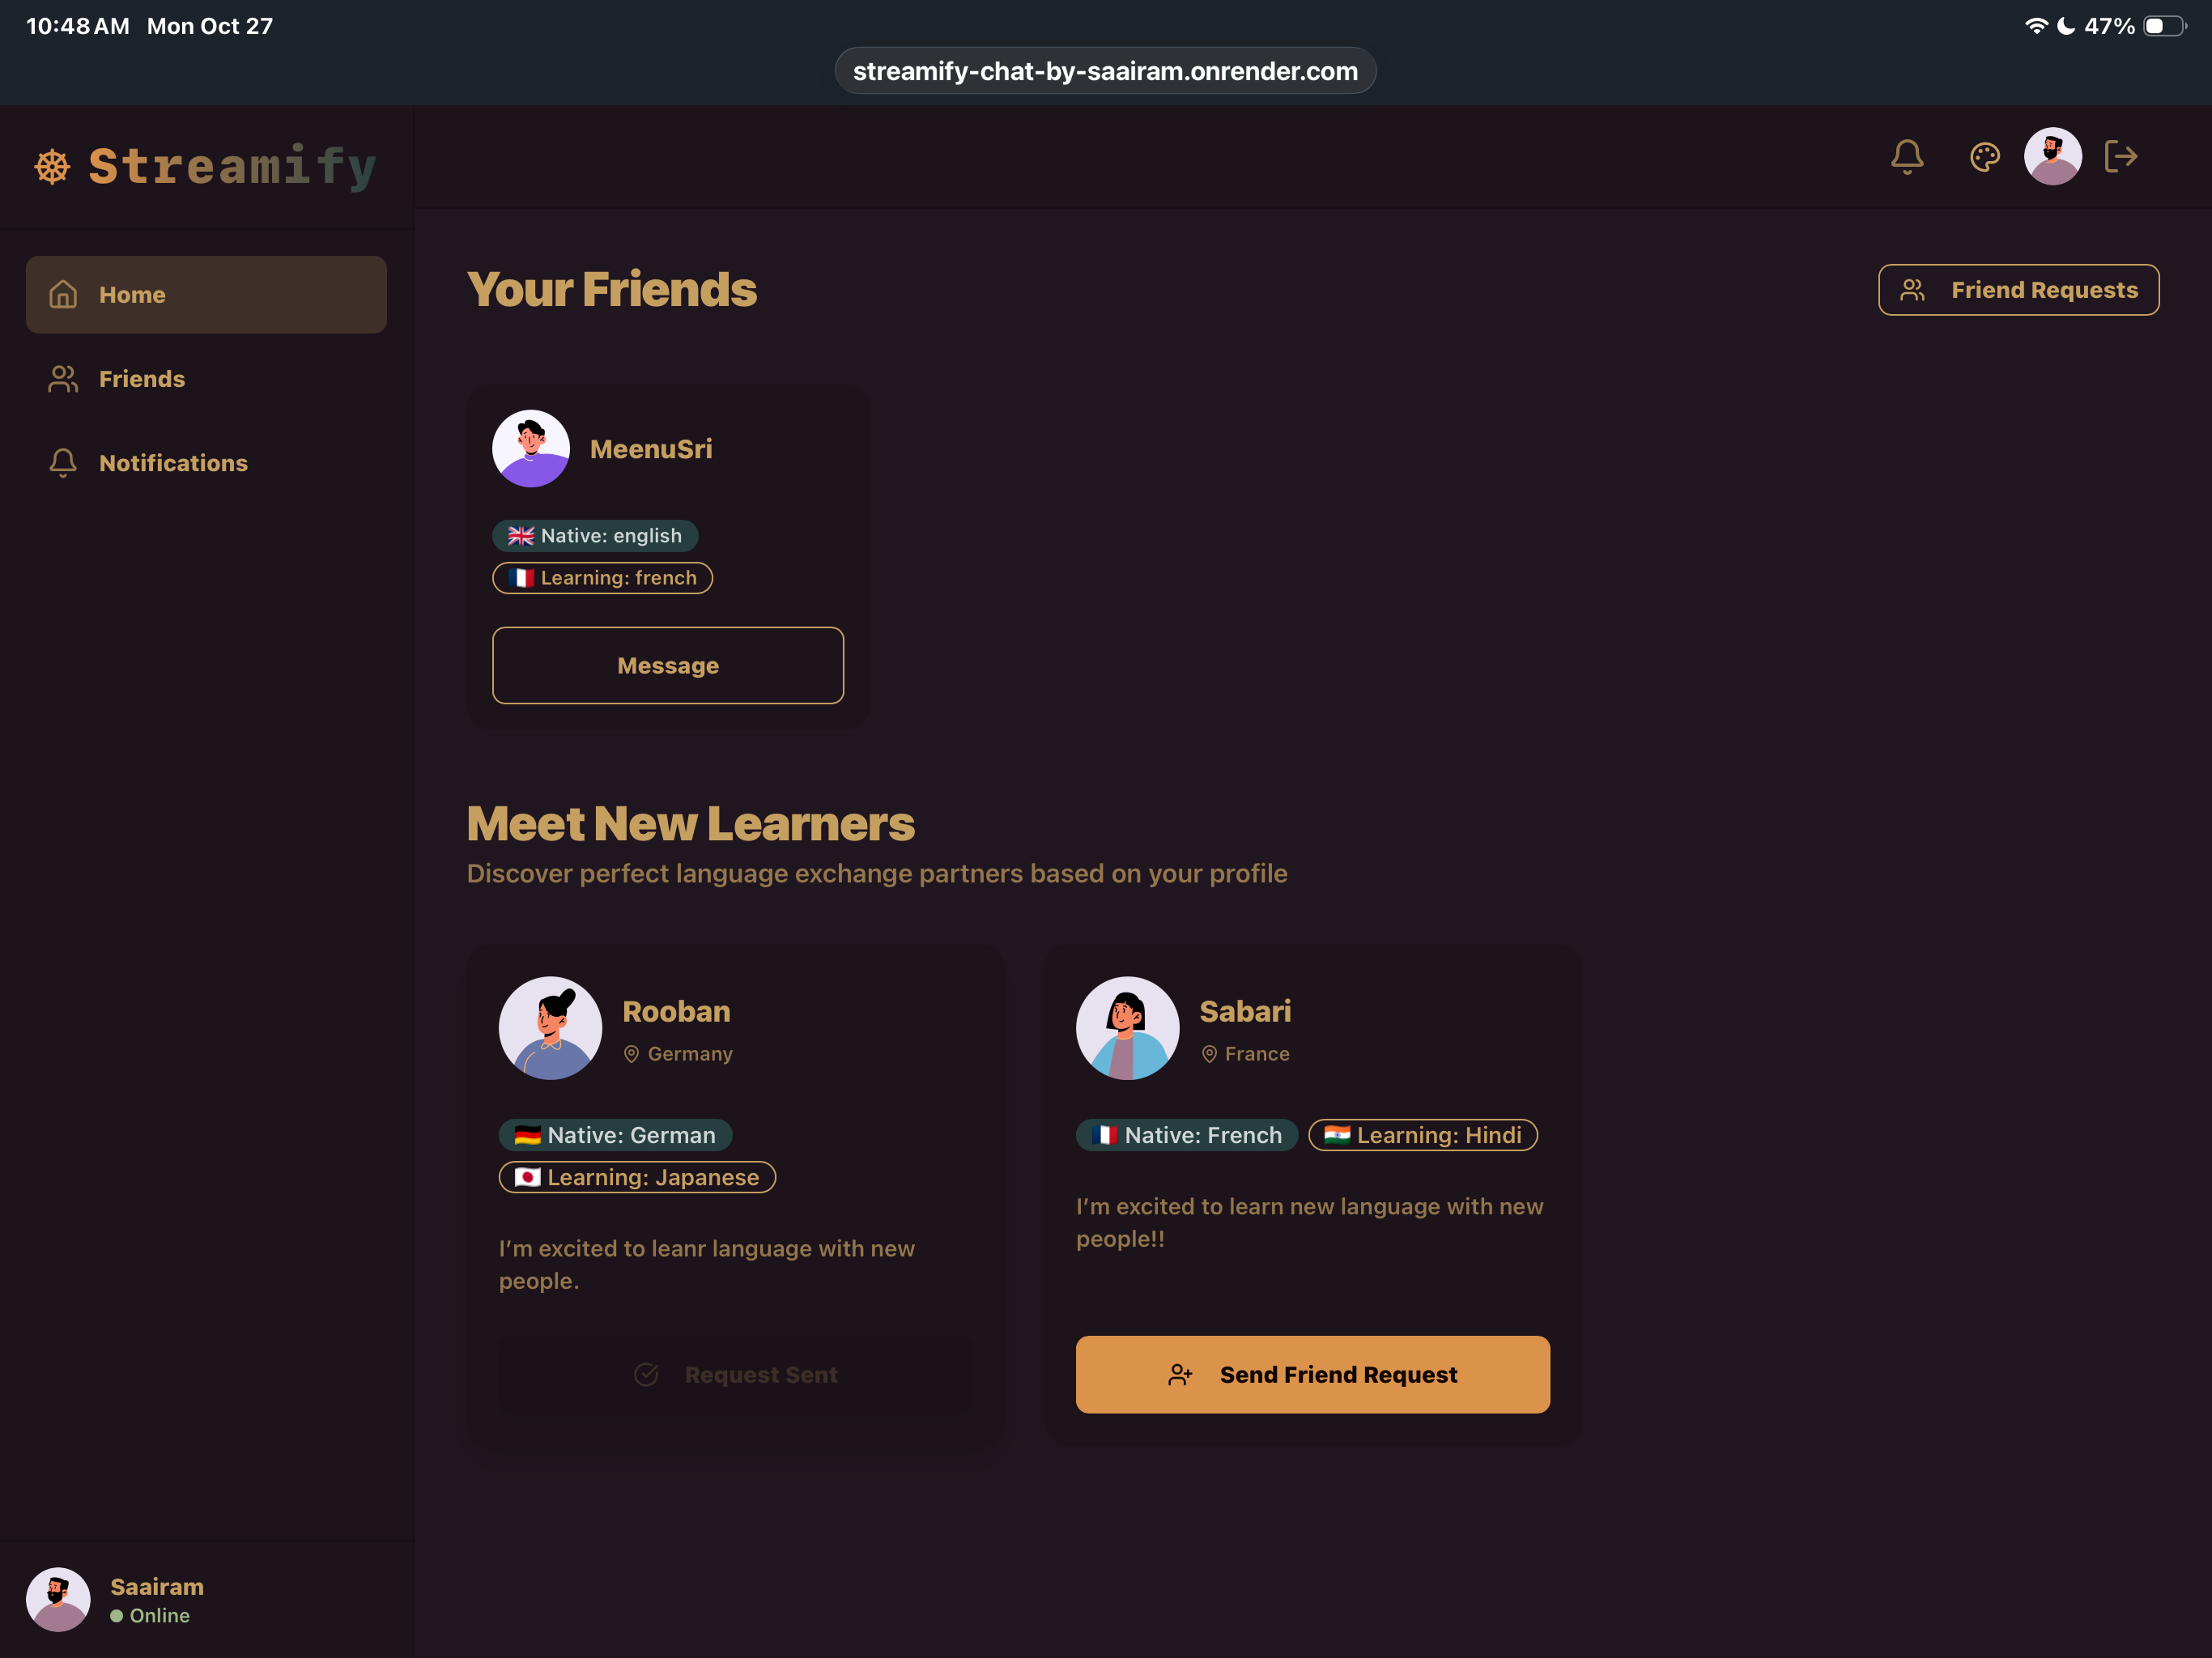 10:48 AM Mon Oct 27
47%
streamify-chat-by-saairam.onrender.com
Streamify
Home
Friends
Notifications
Your Friends
Friend Requests
MeenuSri
🇬🇧 Native: english
🇫🇷 Learning: french
Message
Meet New Learners
Discover perfect language exchange partners based on your profile
Rooban
Germany
🇩🇪 Native: German
🇯🇵 Learning: Japanese
I’m excited to leanr language with new
people.
Request Sent
Sabari
France
🇫🇷 Native: French 🇮🇳 Learning: Hindi
I’m excited to learn new language with new
people!!
Send Friend Request
Saairam
Online